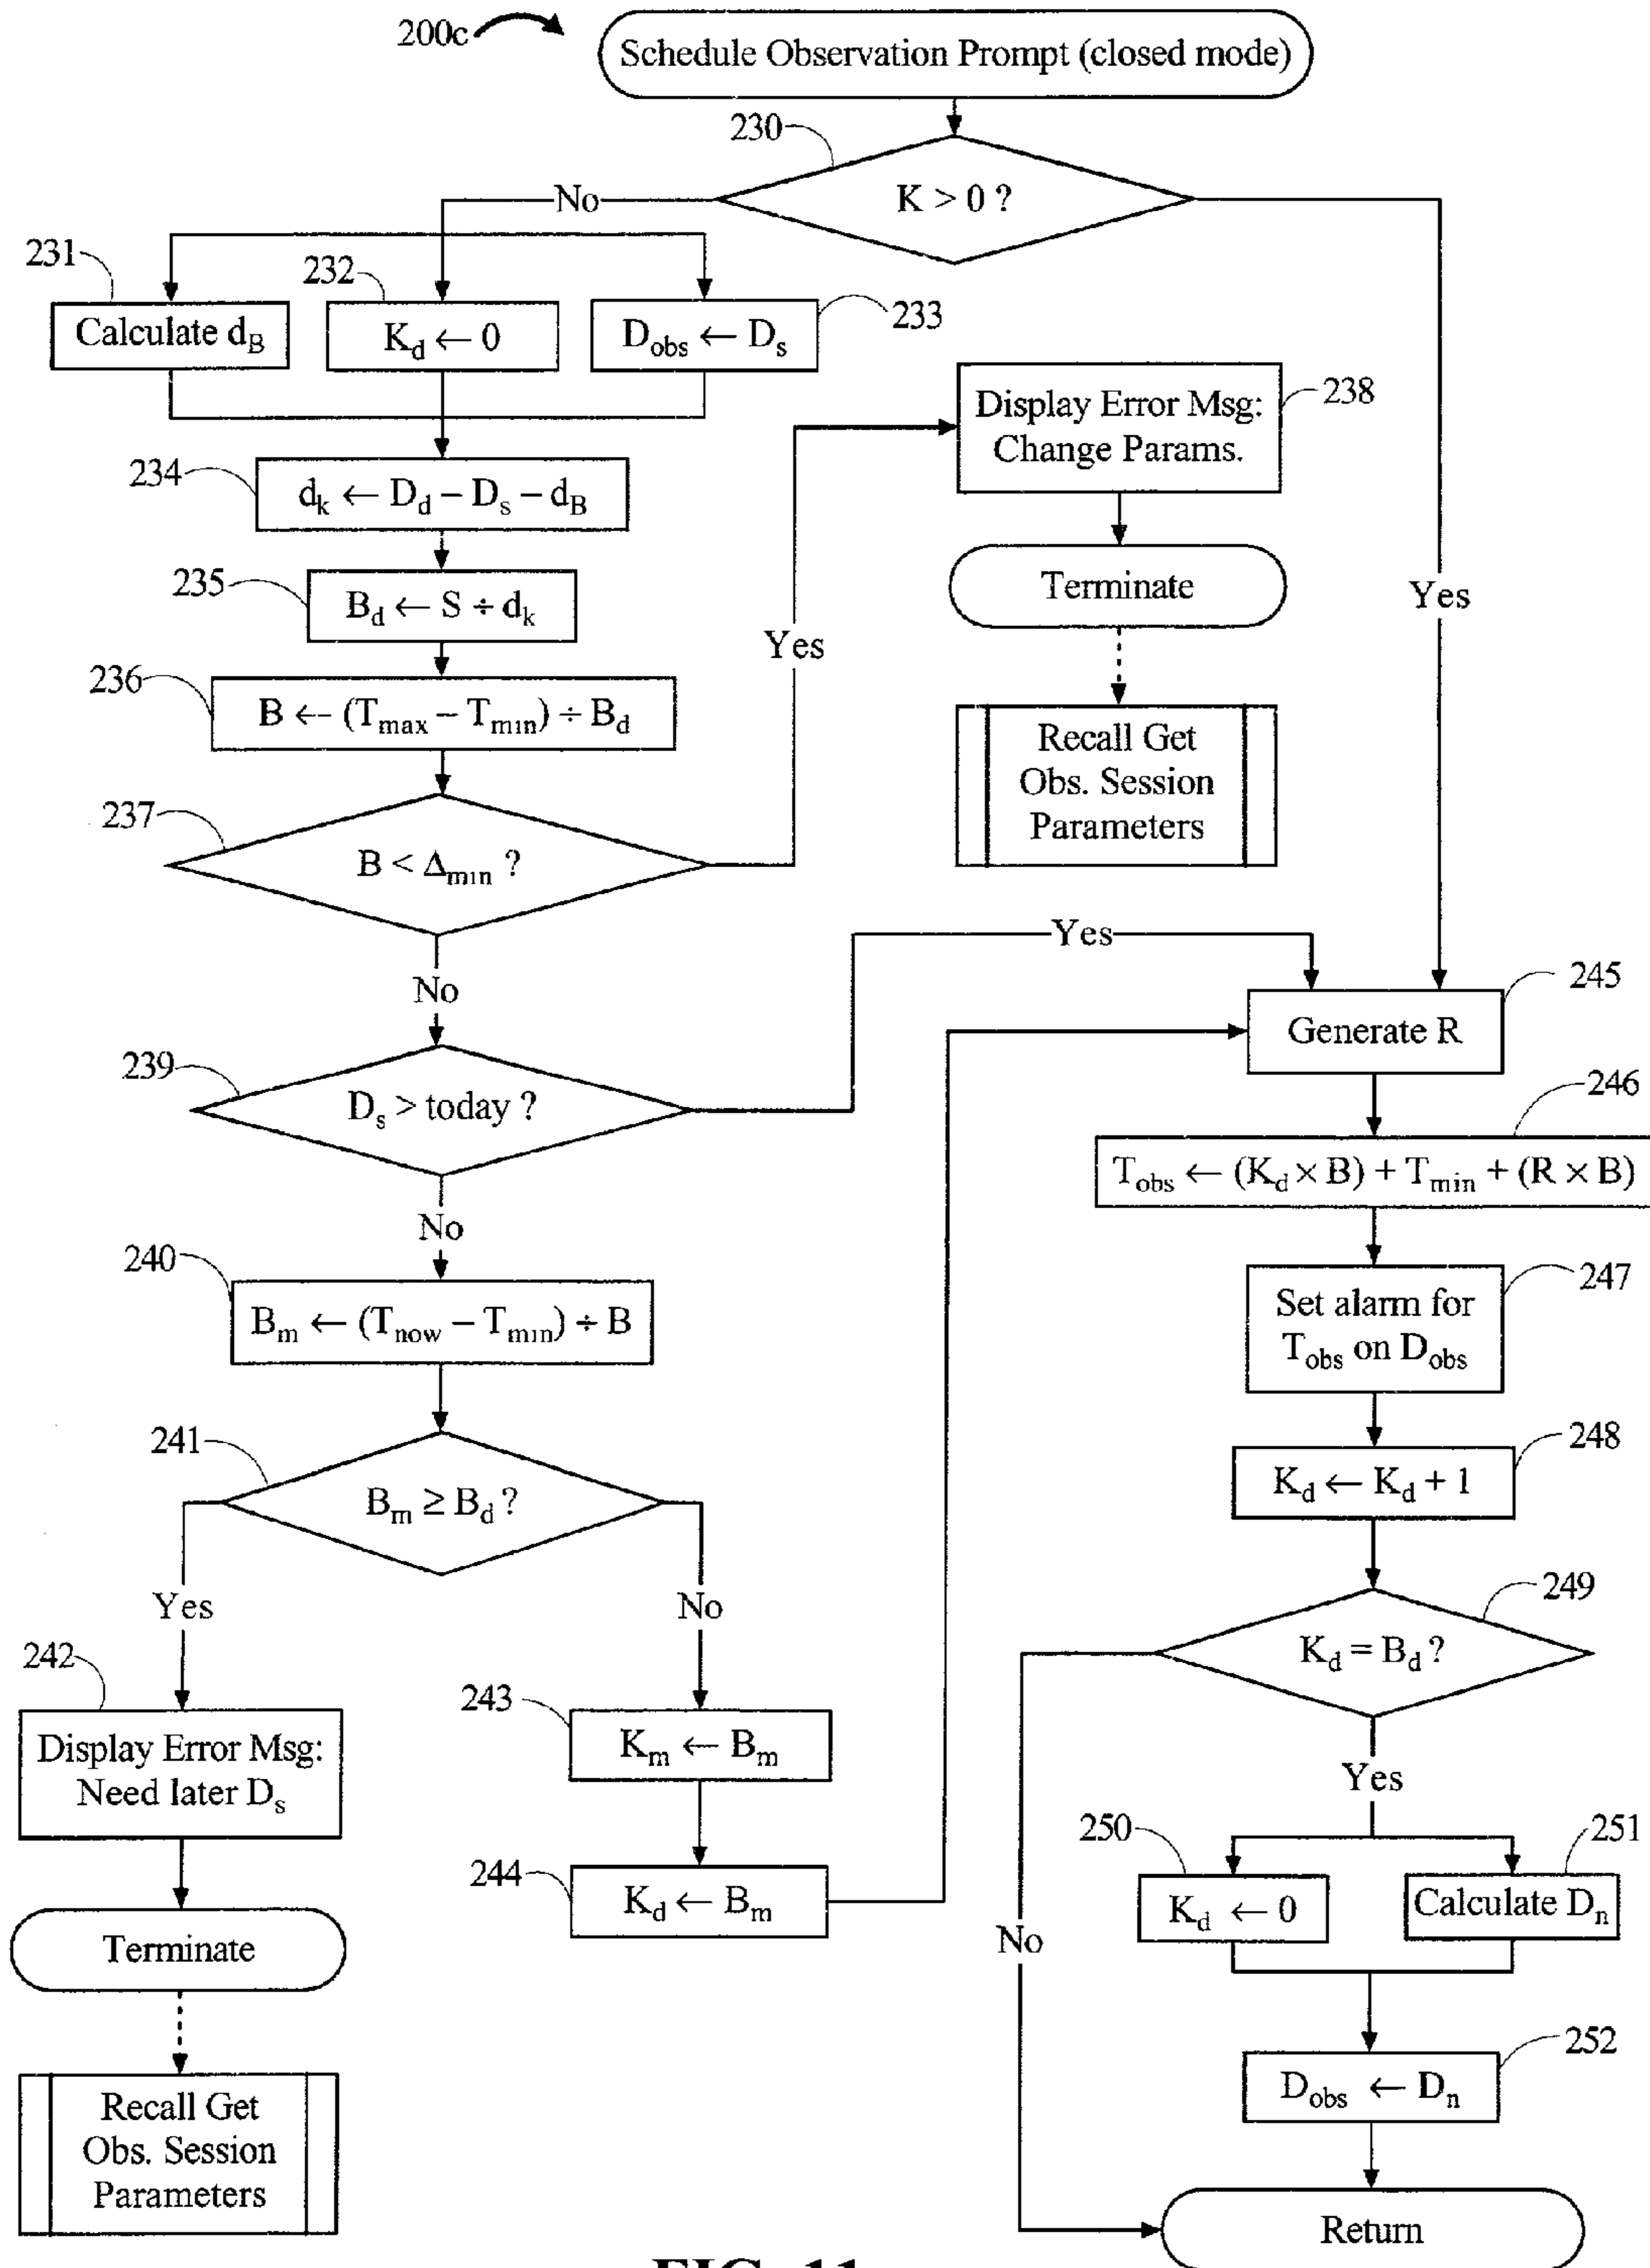 200c
Schedule Observation Prompt (closed mode)
230
K > 0 ?
No
Yes
231
Calculate d_B
232
K_d ← 0
233
D_obs ← D_s
234
d_k ← D_d – D_s – d_B
235
B_d ← S ÷ d_k
236
B ← (T_max – T_min) ÷ B_d
237
B < Δ_min ?
Yes
238
Display Error Msg:
Change Params.
Terminate
Recall Get
Obs. Session
Parameters
No
239
D_s > today ?
Yes
No
240
B_m ← (T_now – T_min) ÷ B
241
B_m ≥ B_d ?
Yes
No
242
Display Error Msg:
Need later D_s
Terminate
Recall Get
Obs. Session
Parameters
243
K_m ← B_m
244
K_d ← B_m
245
Generate R
246
T_obs ← (K_d × B) + T_min + (R × B)
247
Set alarm for
T_obs on D_obs
248
K_d ← K_d + 1
249
K_d = B_d ?
No
Yes
250
K_d ← 0
251
Calculate D_n
252
D_obs ← D_n
Return
FIG. 11